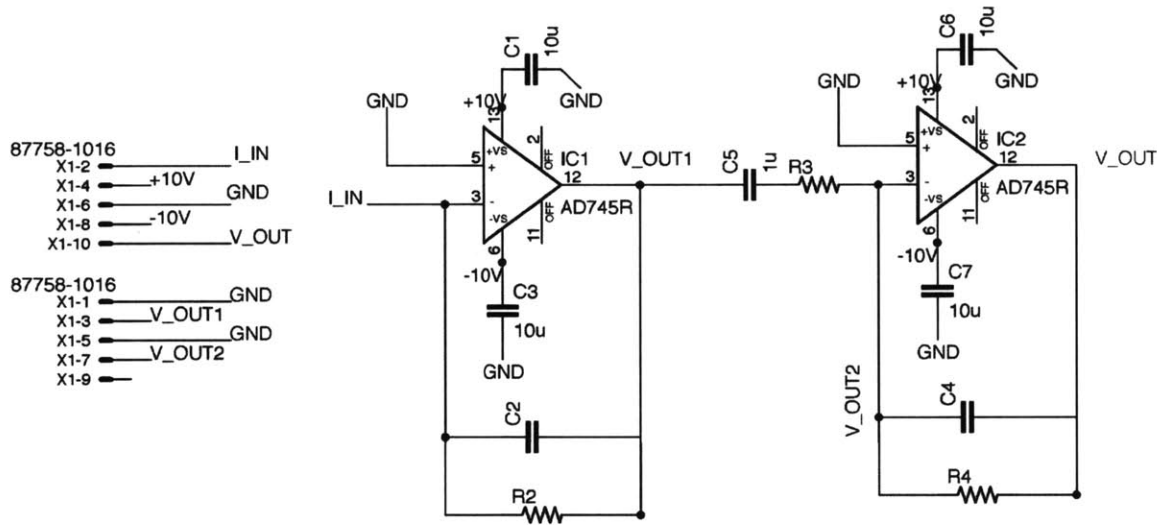 87758-1016
X1-2 I_IN
X1-4 +10V
X1-6 GND
X1-8 -10V
X1-10 V_OUT
87758-1016
X1-1 GND
X1-3 V_OUT1
X1-5 GND
X1-7 V_OUT2
X1-9
C1
10u
GND
GND
+10V
13
+VS
2
OFF
5
+
IC1
12
V_OUT1
I_IN
3
-
AD745R
-VS
OFF
11
6
-10V
C3
10u
GND
C2
R2
C5
1u
R3
C6
10u
GND
GND
+10V
13
+VS
2
OFF
5
+
IC2
12
V_OUT
3
-
AD745R
-VS
OFF
11
6
-10V
C7
10u
GND
V_OUT2
C4
R4